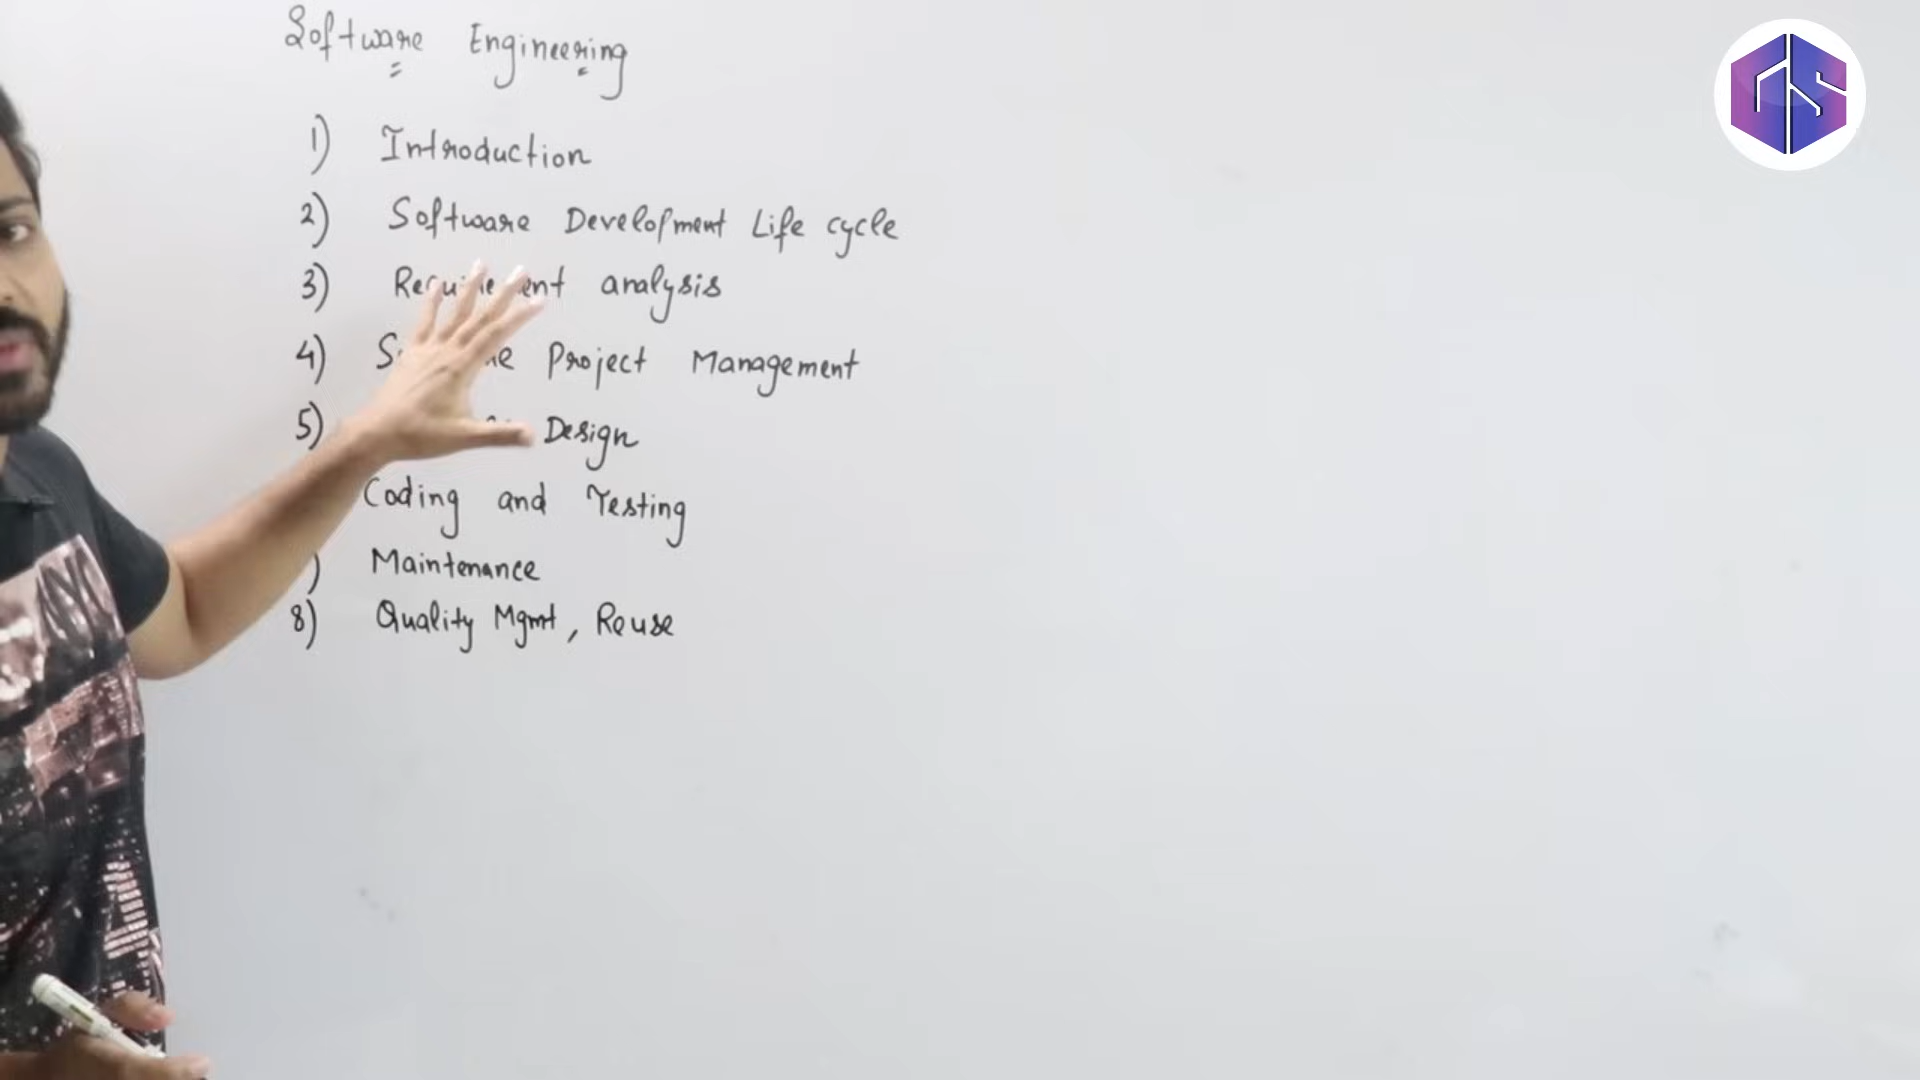 Software Engineering
1) Introduction
2) Software Development Life cycle
3) Requirement analysis
4) Project Management
5) Design
Coding and Testing
) Maintenance
8) Quality Mgmt, Reuse